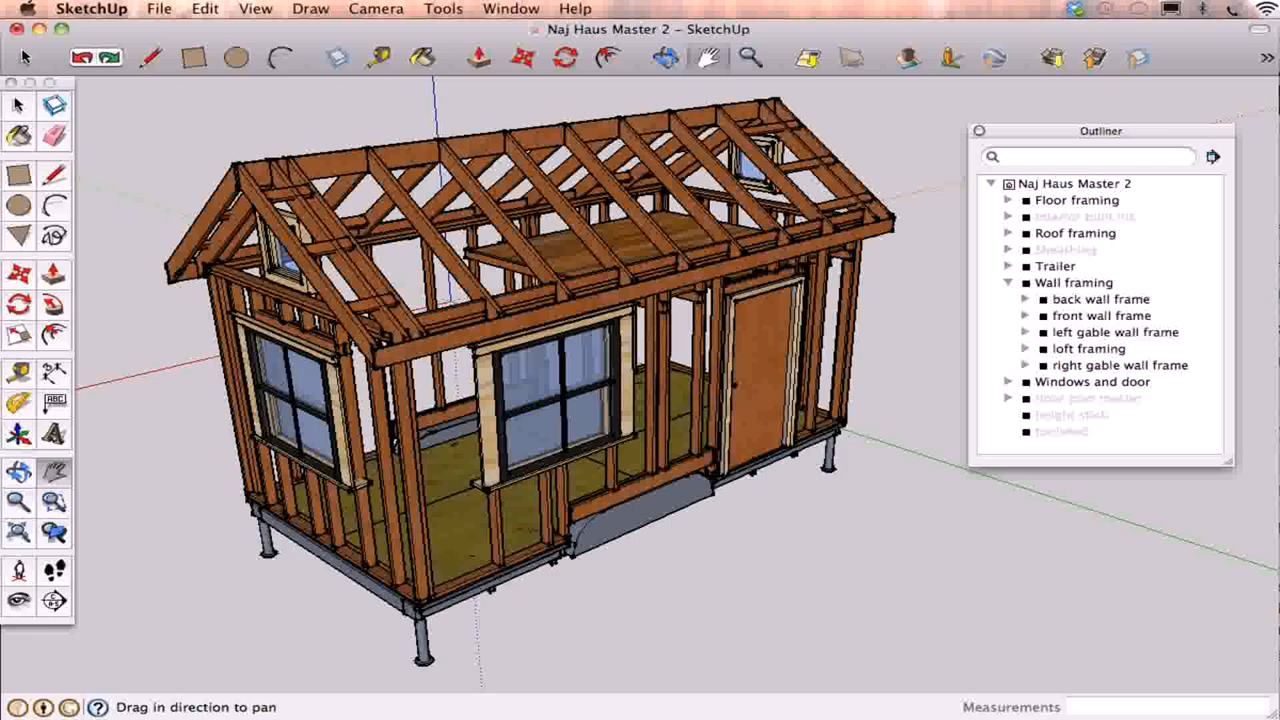 SketchUp File Edit View Draw Camera Tools Window Help
Naj Haus Master 2 – SketchUp
Outliner
Naj Haus Master 2
Floor framing
Roof framing
Sheathing
Trailer
Wall framing
back wall frame
front wall frame
left gable wall frame
loft framing
right gable wall frame
Windows and door
ABC
A
Drag in direction to pan
Measurements